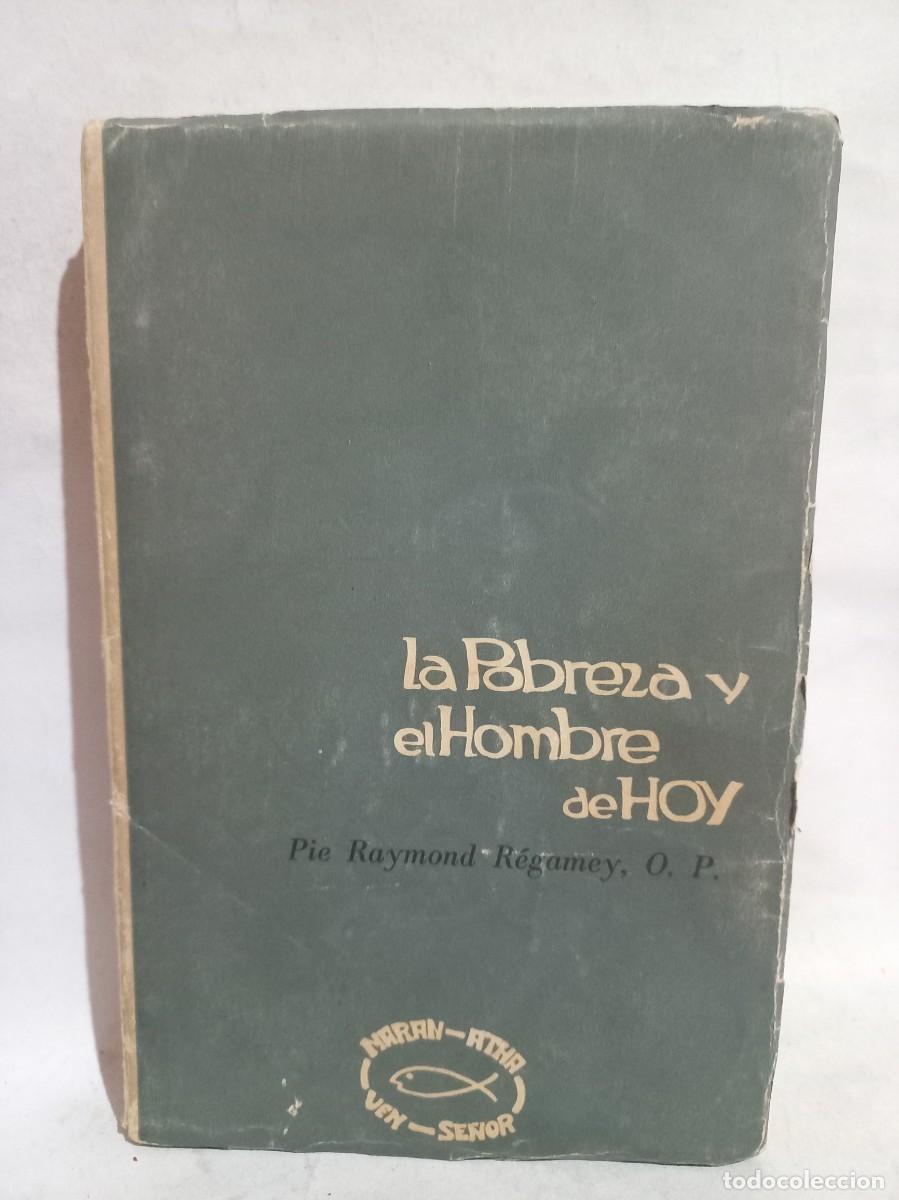 la Pobreza y
el Hombre
de HOY
Pie Raymond Régamey, O. P.
MARAN-ATHA
VEN-SEÑOR
todocoleccion